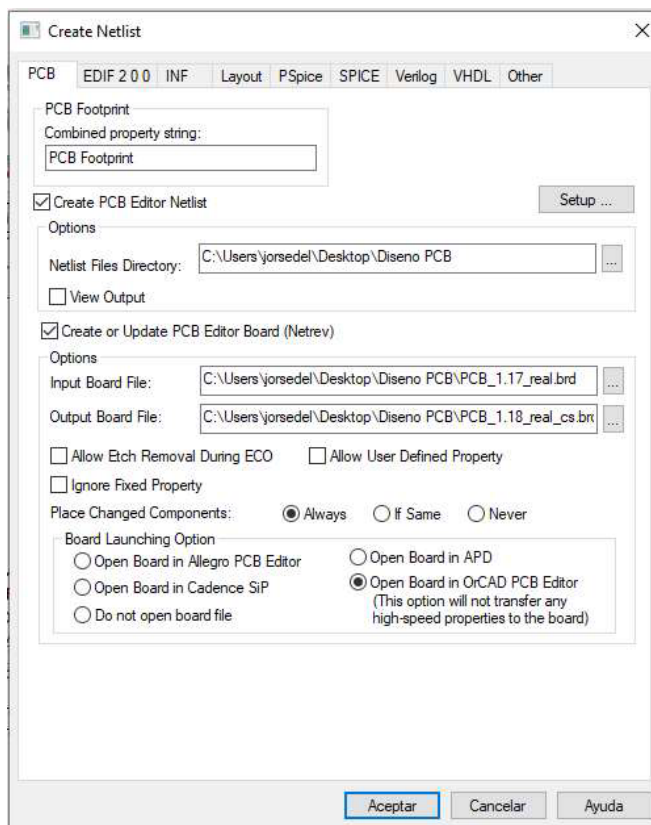 Create Netlist
PCB EDIF 2 0 0 INF Layout PSpice SPICE Verilog VHDL Other
PCB Footprint
Combined property string:
PCB Footprint
Create PCB Editor Netlist
Setup ...
Options
Netlist Files Directory:
C:\Users\jorsedel\Desktop\Diseno PCB
...
View Output
Create or Update PCB Editor Board (Netrev)
Options
Input Board File:
C:\Users\jorsedel\Desktop\Diseno PCB\PCB_1.17_real.brd
...
Output Board File:
C:\Users\jorsedel\Desktop\Diseno PCB\PCB_1.18_real_cs.brd
...
Allow Etch Removal During ECO
Allow User Defined Property
Ignore Fixed Property
Place Changed Components: Always If Same Never
Board Launching Option
Open Board in Allegro PCB Editor
Open Board in APD
Open Board in Cadence SiP
Open Board in OrCAD PCB Editor
(This option will not transfer any
high-speed properties to the board)
Do not open board file
Aceptar Cancelar Ayuda